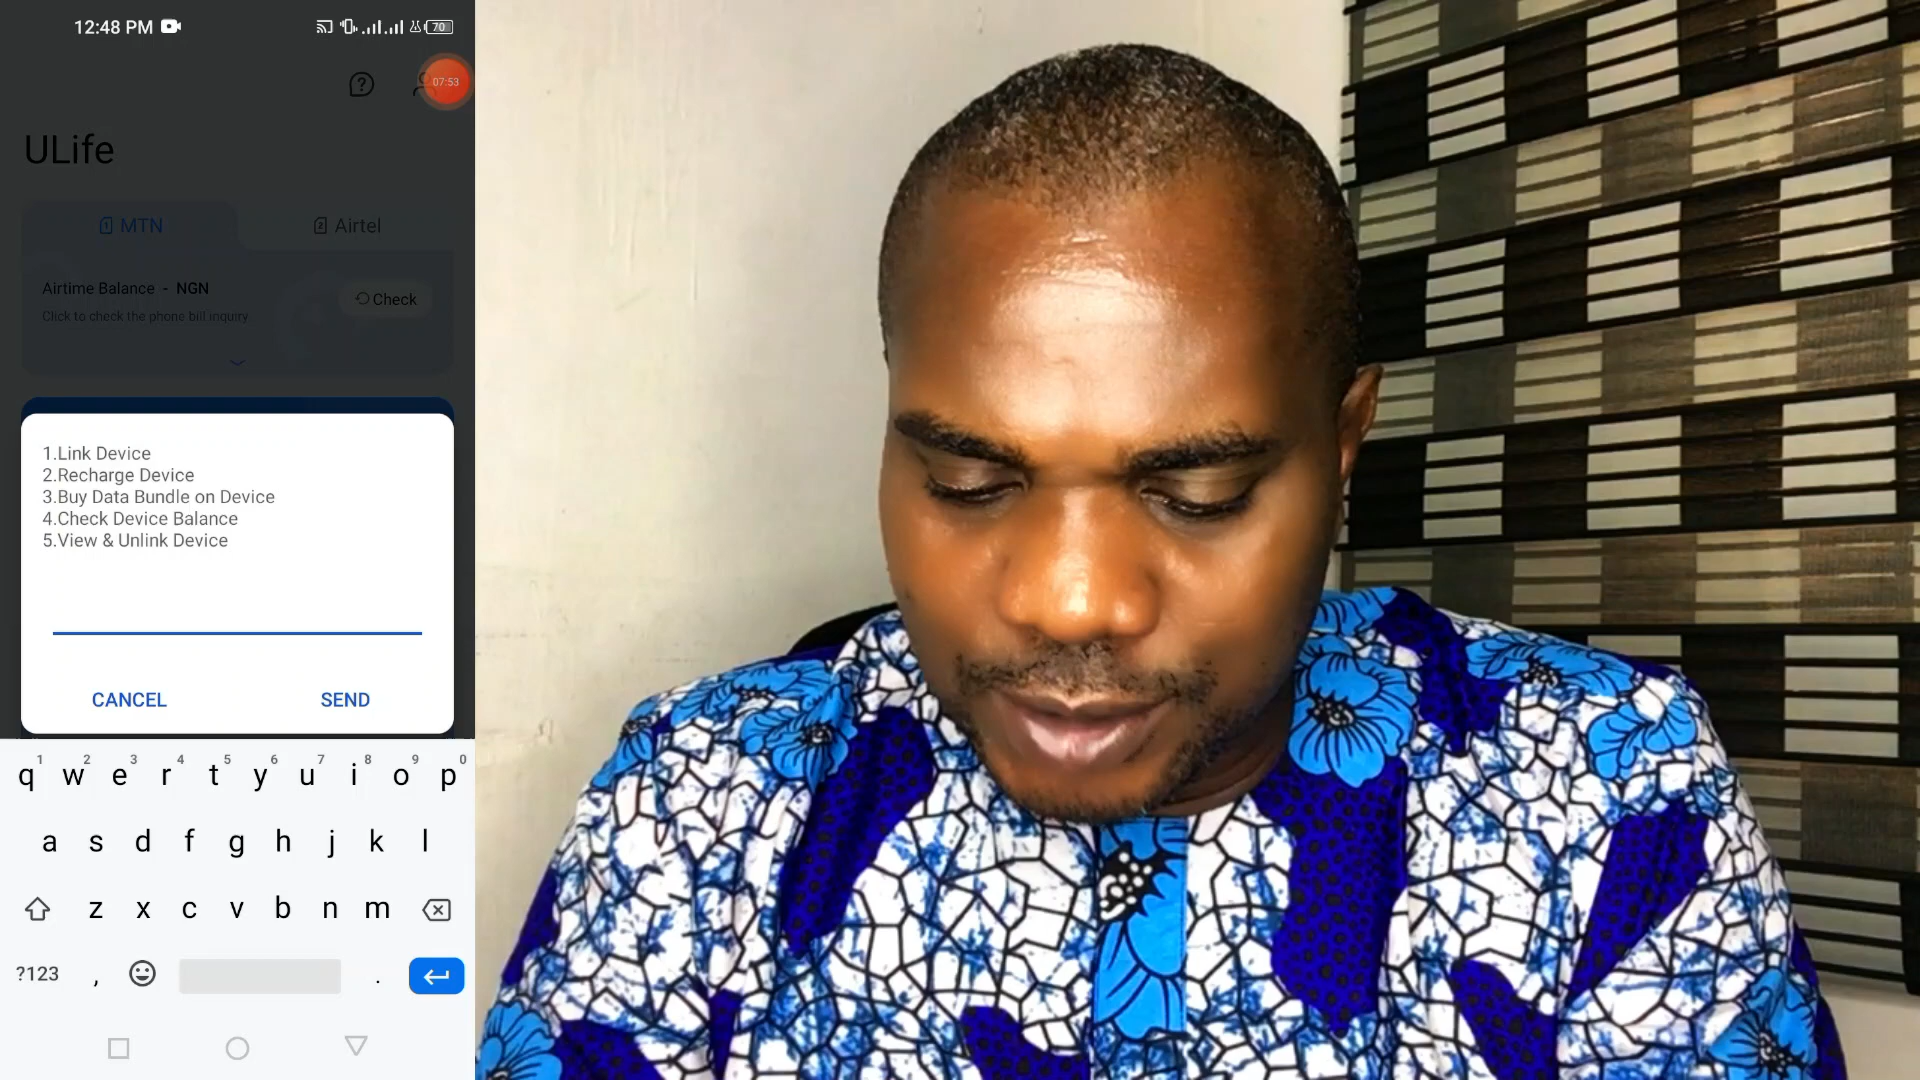 12:48 PM
70
07:53
ULife
1 MTN
2 Airtel
Airtime Balance - NGN
Check
Click to check the phone bill inquiry
1.Link Device
2.Recharge Device
3.Buy Data Bundle on Device
4.Check Device Balance
5.View & Unlink Device
CANCEL
SEND
1 2 3 4 5 6 7 8 9 0
q w e r t y u i o p
a s d f g h j k l
z x c v b n m
?123 , .